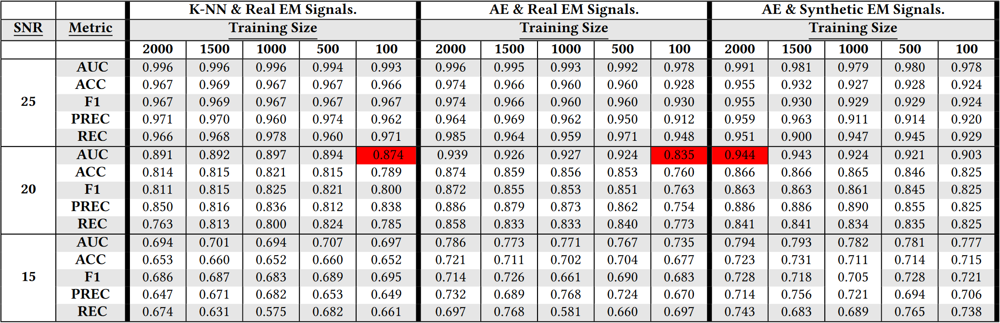 K-NN & Real EM Signals. AE & Real EM Signals. AE & Synthetic EM Signals.
SNR Metric Training Size Training Size Training Size
2000 1500 1000 500 100 2000 1500 1000 500 100 2000 1500 1000 500 100
AUC 0.996 0.996 0.996 0.994 0.993 0.996 0.995 0.993 0.992 0.978 0.991 0.981 0.979 0.980 0.978
ACC 0.967 0.969 0.967 0.967 0.966 0.974 0.966 0.960 0.960 0.928 0.955 0.932 0.927 0.928 0.924
25 F1 0.967 0.969 0.967 0.967 0.967 0.974 0.966 0.960 0.960 0.930 0.955 0.930 0.929 0.929 0.924
PREC 0.971 0.970 0.960 0.974 0.962 0.964 0.969 0.962 0.950 0.912 0.959 0.963 0.911 0.914 0.920
REC 0.966 0.968 0.978 0.960 0.971 0.985 0.964 0.959 0.971 0.948 0.951 0.900 0.947 0.945 0.929
AUC 0.891 0.892 0.897 0.894 0.874 0.939 0.926 0.927 0.924 0.835 0.944 0.943 0.924 0.921 0.903
ACC 0.814 0.815 0.821 0.815 0.789 0.874 0.859 0.856 0.853 0.760 0.866 0.866 0.865 0.846 0.825
20 F1 0.811 0.815 0.825 0.821 0.800 0.872 0.855 0.853 0.851 0.763 0.863 0.863 0.861 0.845 0.825
PREC 0.850 0.816 0.836 0.812 0.838 0.886 0.879 0.873 0.862 0.754 0.886 0.886 0.890 0.855 0.825
REC 0.763 0.813 0.800 0.824 0.785 0.858 0.833 0.833 0.840 0.773 0.841 0.841 0.834 0.835 0.825
AUC 0.694 0.701 0.694 0.707 0.697 0.786 0.773 0.771 0.767 0.735 0.794 0.793 0.782 0.781 0.777
ACC 0.653 0.660 0.652 0.660 0.652 0.721 0.711 0.702 0.704 0.677 0.723 0.731 0.711 0.714 0.715
15 F1 0.686 0.687 0.683 0.689 0.695 0.714 0.726 0.661 0.690 0.683 0.728 0.718 0.705 0.728 0.721
PREC 0.647 0.671 0.682 0.653 0.649 0.732 0.689 0.768 0.724 0.670 0.714 0.756 0.721 0.694 0.706
REC 0.674 0.631 0.575 0.682 0.661 0.697 0.768 0.581 0.660 0.697 0.743 0.683 0.689 0.765 0.738